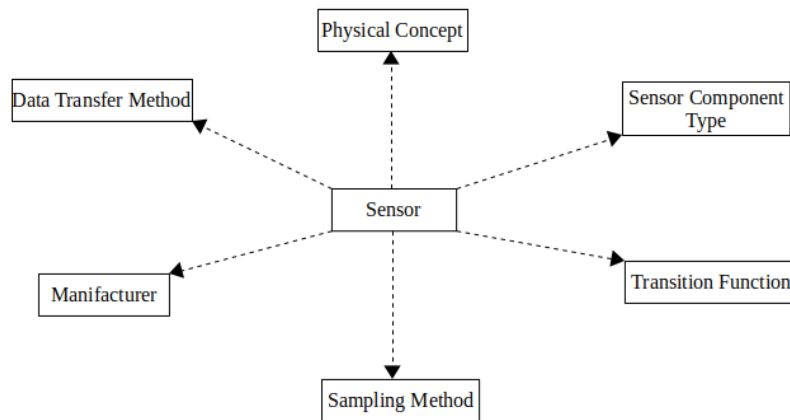 Physical Concept
Data Transfer Method
Sensor Component
Type
Sensor
Manifacturer
Transition Function
Sampling Method